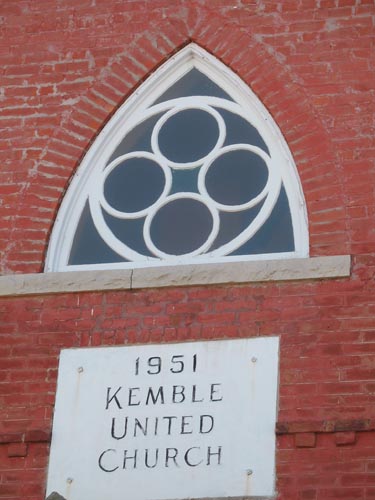 1951
KEMBLE
UNITED
CHURCH